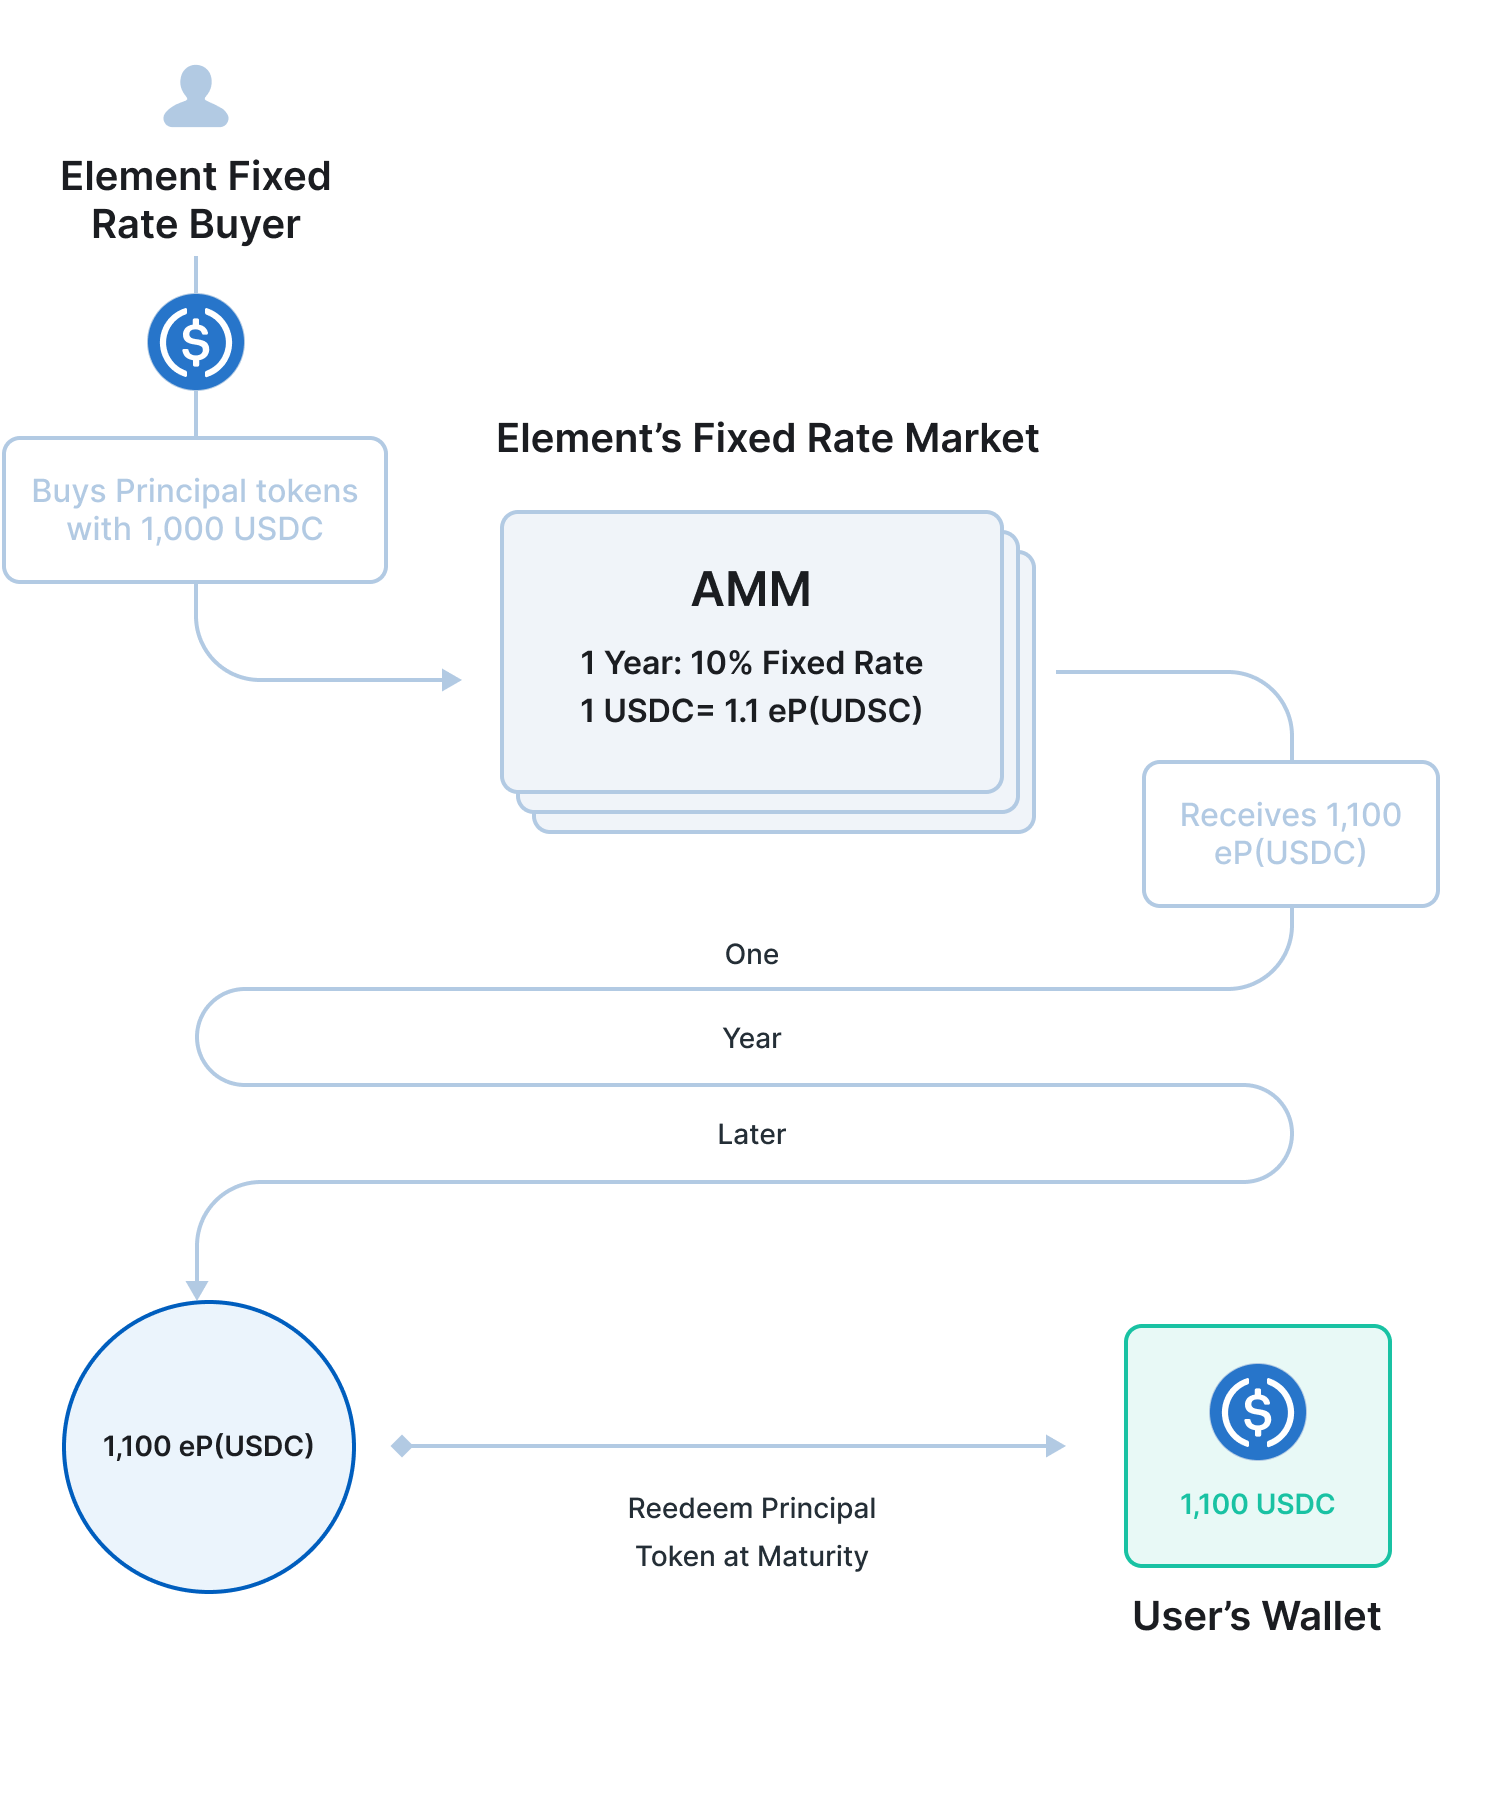 Element Fixed
Rate Buyer
$
Buys Principal tokens
with 1,000 USDC
Element’s Fixed Rate Market
AMM
1 Year: 10% Fixed Rate
1 USDC= 1.1 eP(UDSC)
Receives 1,100
eP(USDC)
One
Year
Later
1,100 eP(USDC)
Reedeem Principal
Token at Maturity
$
1,100 USDC
User’s Wallet